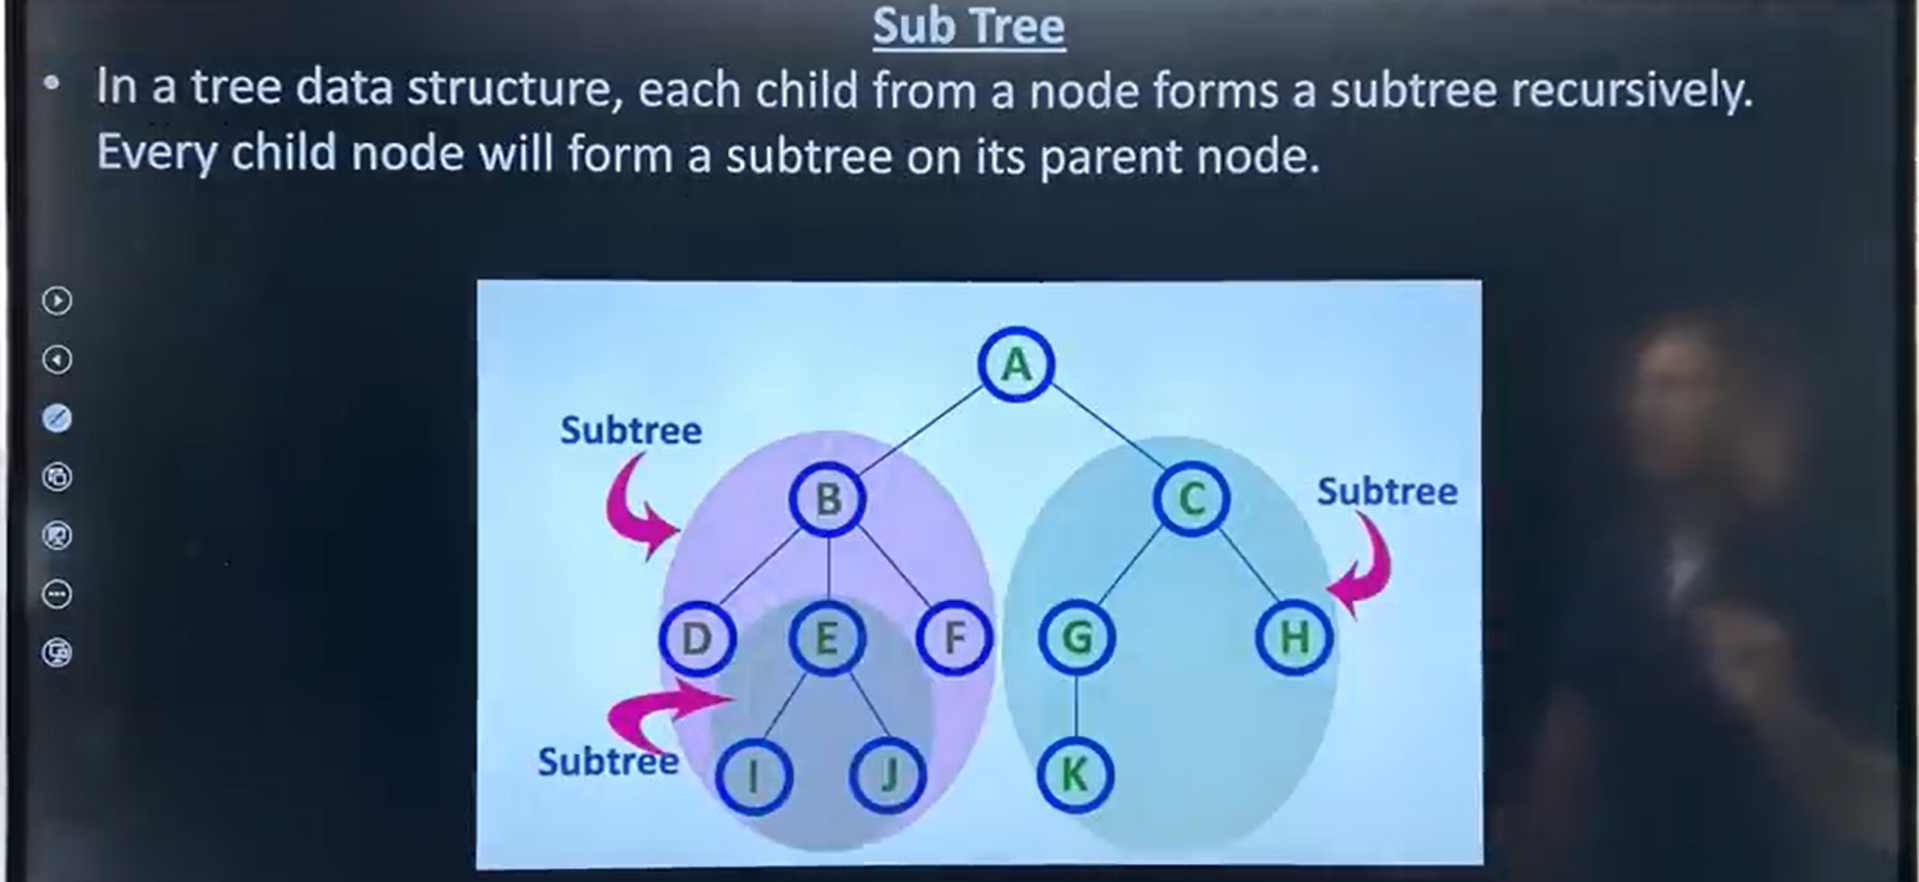 Sub Tree
• In a tree data structure, each child from a node forms a subtree recursively.
Every child node will form a subtree on its parent node.
A
Subtree
B
C
Subtree
D
E
F
G
H
Subtree
I
J
K